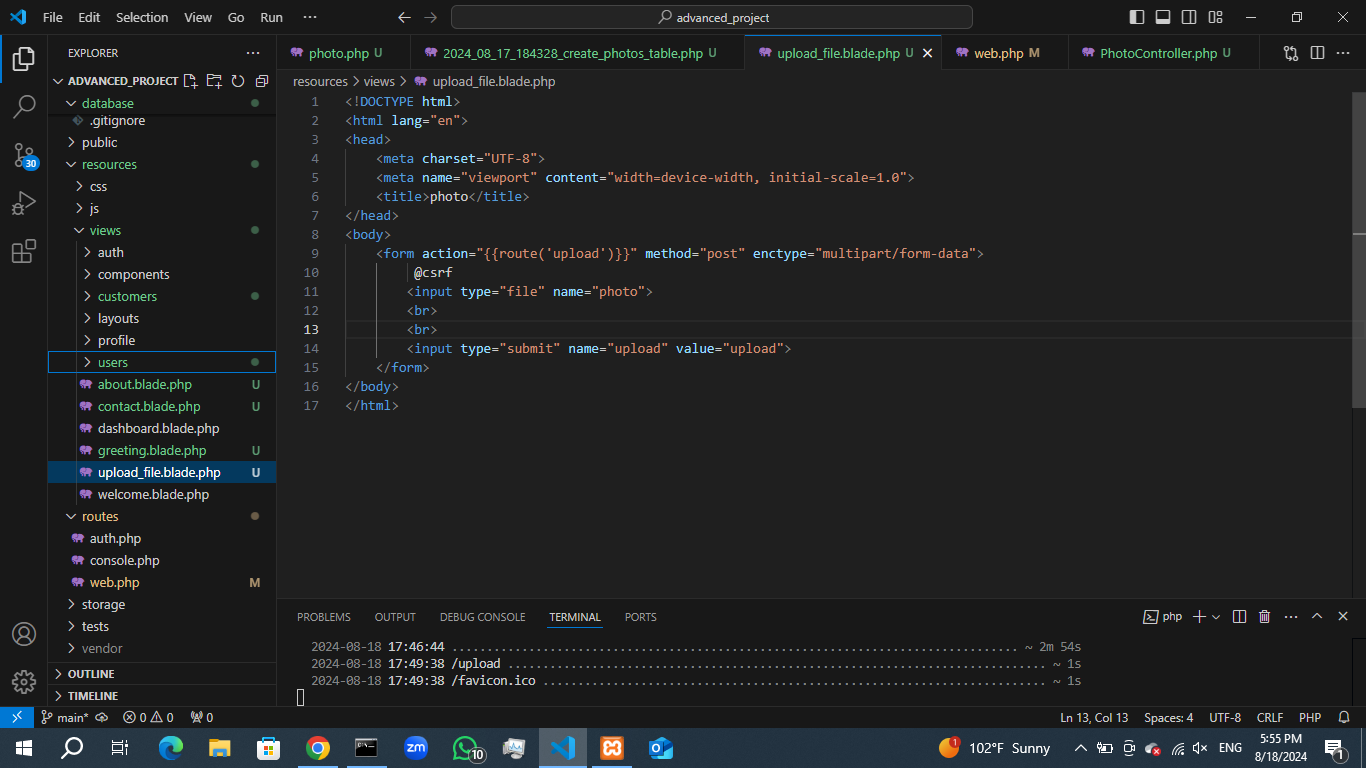 File Edit Selection View Go Run ··· advanced_project
EXPLORER ···
ADVANCED_PROJECT
database
.gitignore
public
resources
css
js
views
auth
components
customers
layouts
profile
users
about.blade.php U
contact.blade.php U
dashboard.blade.php
greeting.blade.php U
upload_file.blade.php U
welcome.blade.php
routes
auth.php
console.php
web.php M
storage
tests
vendor
OUTLINE
TIMELINE
30
photo.php U 2024_08_17_184328_create_photos_table.php U upload_file.blade.php U web.php M PhotoController.php U ···
resources > views > upload_file.blade.php
1 <!DOCTYPE html>
2 <html lang="en">
3 <head>
4 <meta charset="UTF-8">
5 <meta name="viewport" content="width=device-width, initial-scale=1.0">
6 <title>photo</title>
7 </head>
8 <body>
9 <form action="{{route('upload')}}" method="post" enctype="multipart/form-data">
10 @csrf
11 <input type="file" name="photo">
12 <br>
13 <br>
14 <input type="submit" name="upload" value="upload">
15 </form>
16 </body>
17 </html>
PROBLEMS OUTPUT DEBUG CONSOLE TERMINAL PORTS php ···
2024-08-18 17:46:44 .......................................................................... ~ 2m 54s
2024-08-18 17:49:38 /upload ...................................................................... ~ 1s
2024-08-18 17:49:38 /favicon.ico ................................................................. ~ 1s
main* 0 0 0 Ln 13, Col 13 Spaces: 4 UTF-8 CRLF PHP
zm 10 1 102°F Sunny ENG 5:55 PM
8/18/2024 1